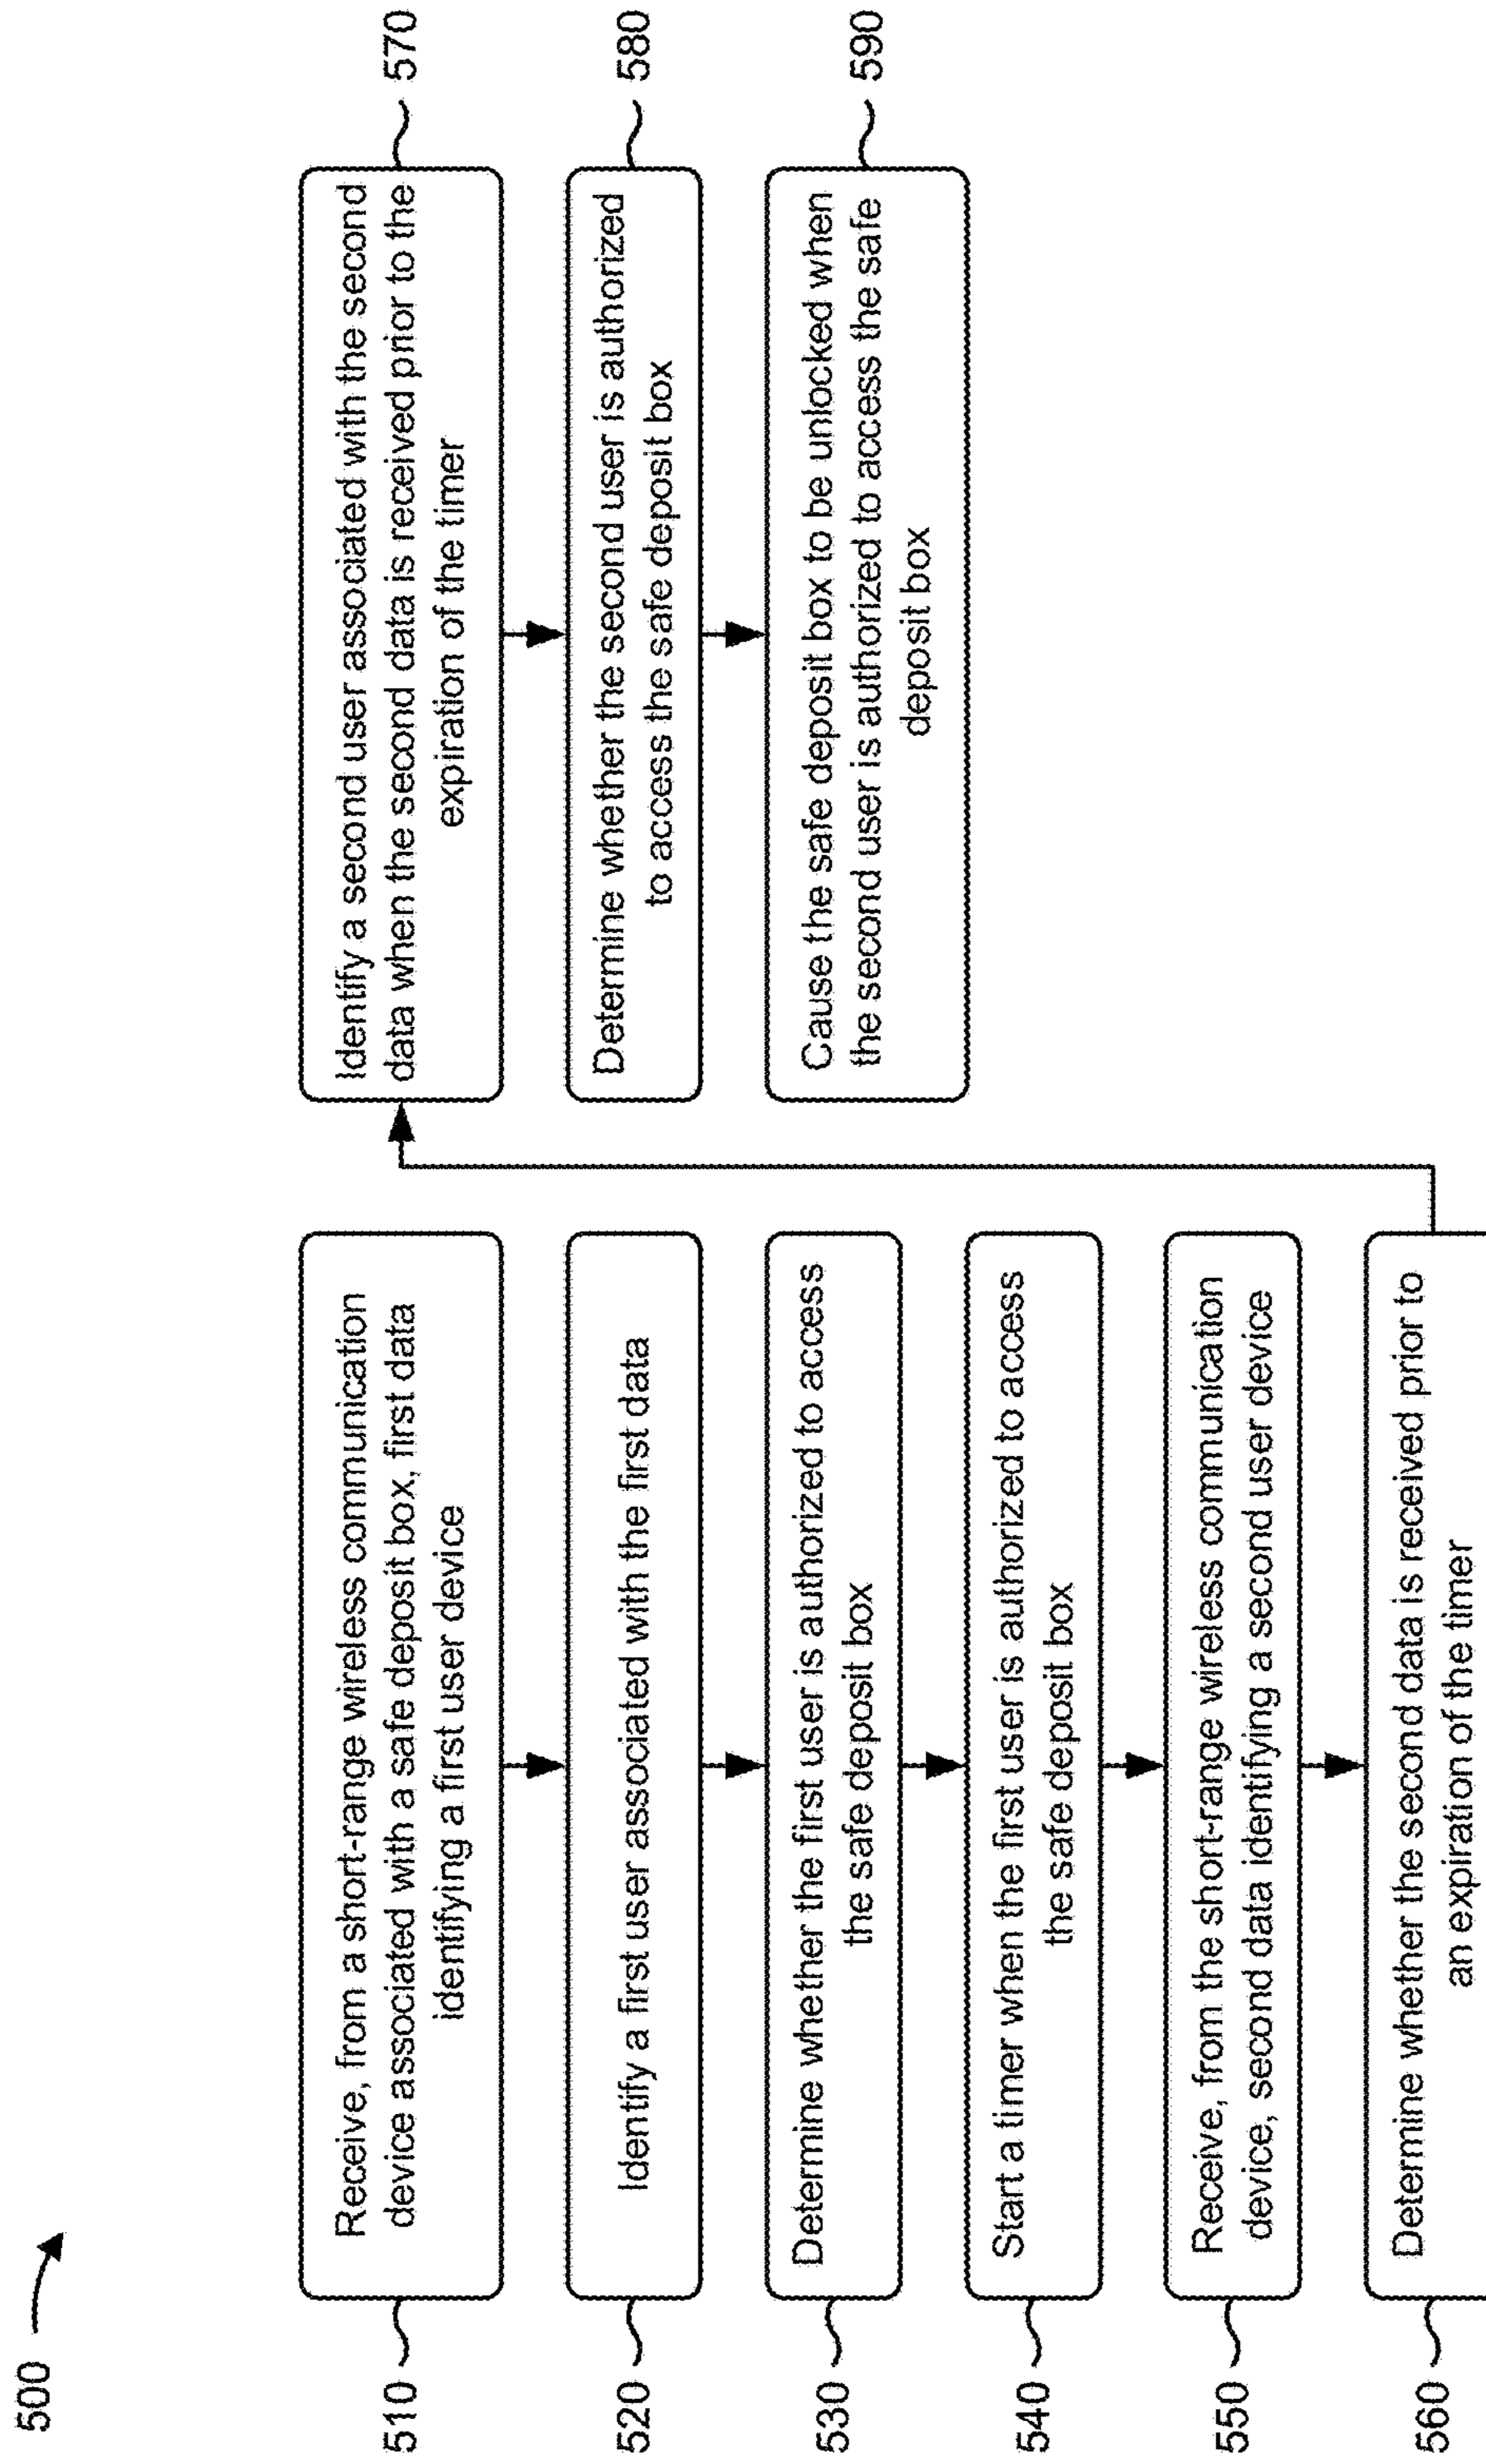 500
510
Receive, from a short-range wireless communication
device associated with a safe deposit box, first data
identifying a first user device
520
Identify a first user associated with the first data
530
Determine whether the first user is authorized to access
the safe deposit box
540
Start a timer when the first user is authorized to access
the safe deposit box
550
Receive, from the short-range wireless communication
device, second data identifying a second user device
560
Determine whether the second data is received prior to
an expiration of the timer
570
Identify a second user associated with the second
data when the second data is received prior to the
expiration of the timer
580
Determine whether the second user is authorized
to access the safe deposit box
590
Cause the safe deposit box to be unlocked when
the second user is authorized to access the safe
deposit box